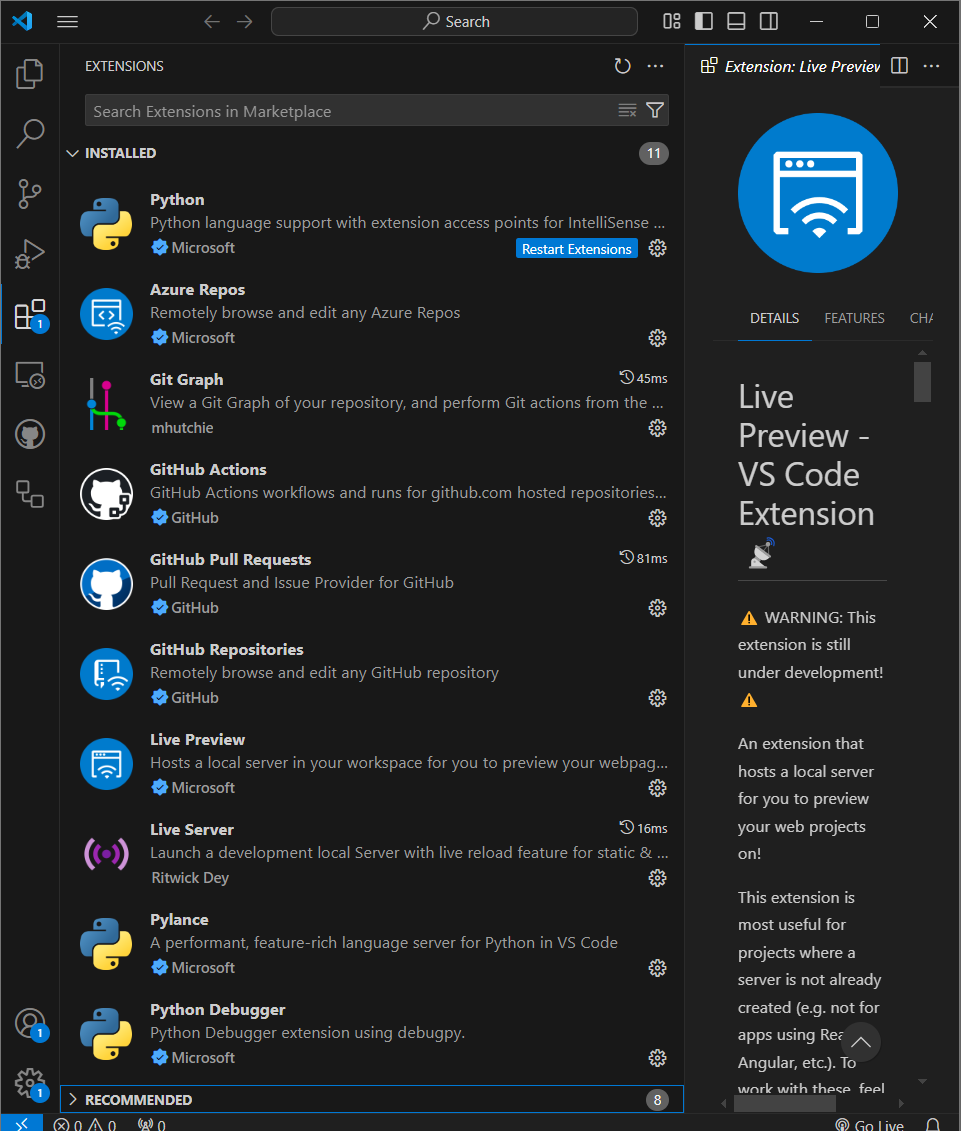 Search
EXTENSIONS
Search Extensions in Marketplace
INSTALLED
11
Python
Python language support with extension access points for IntelliSense ...
Microsoft
Restart Extensions
Azure Repos
Remotely browse and edit any Azure Repos
Microsoft
Git Graph
45ms
View a Git Graph of your repository, and perform Git actions from the ...
mhutchie
GitHub Actions
GitHub Actions workflows and runs for github.com hosted repositories...
GitHub
GitHub Pull Requests
81ms
Pull Request and Issue Provider for GitHub
GitHub
GitHub Repositories
Remotely browse and edit any GitHub repository
GitHub
Live Preview
Hosts a local server in your workspace for you to preview your webpag...
Microsoft
Live Server
16ms
Launch a development local Server with live reload feature for static & ...
Ritwick Dey
Pylance
A performant, feature-rich language server for Python in VS Code
Microsoft
Python Debugger
Python Debugger extension using debugpy.
Microsoft
RECOMMENDED
8
1
1
1
Extension: Live Preview
DETAILS
FEATURES
CHA
Live
Preview -
VS Code
Extension
WARNING: This
extension is still
under development!
An extension that
hosts a local server
for you to preview
your web projects
on!
This extension is
most useful for
projects where a
server is not already
created (e.g. not for
apps using Rea
Angular, etc.). To
work with these, feel
0
0
0
Go Live